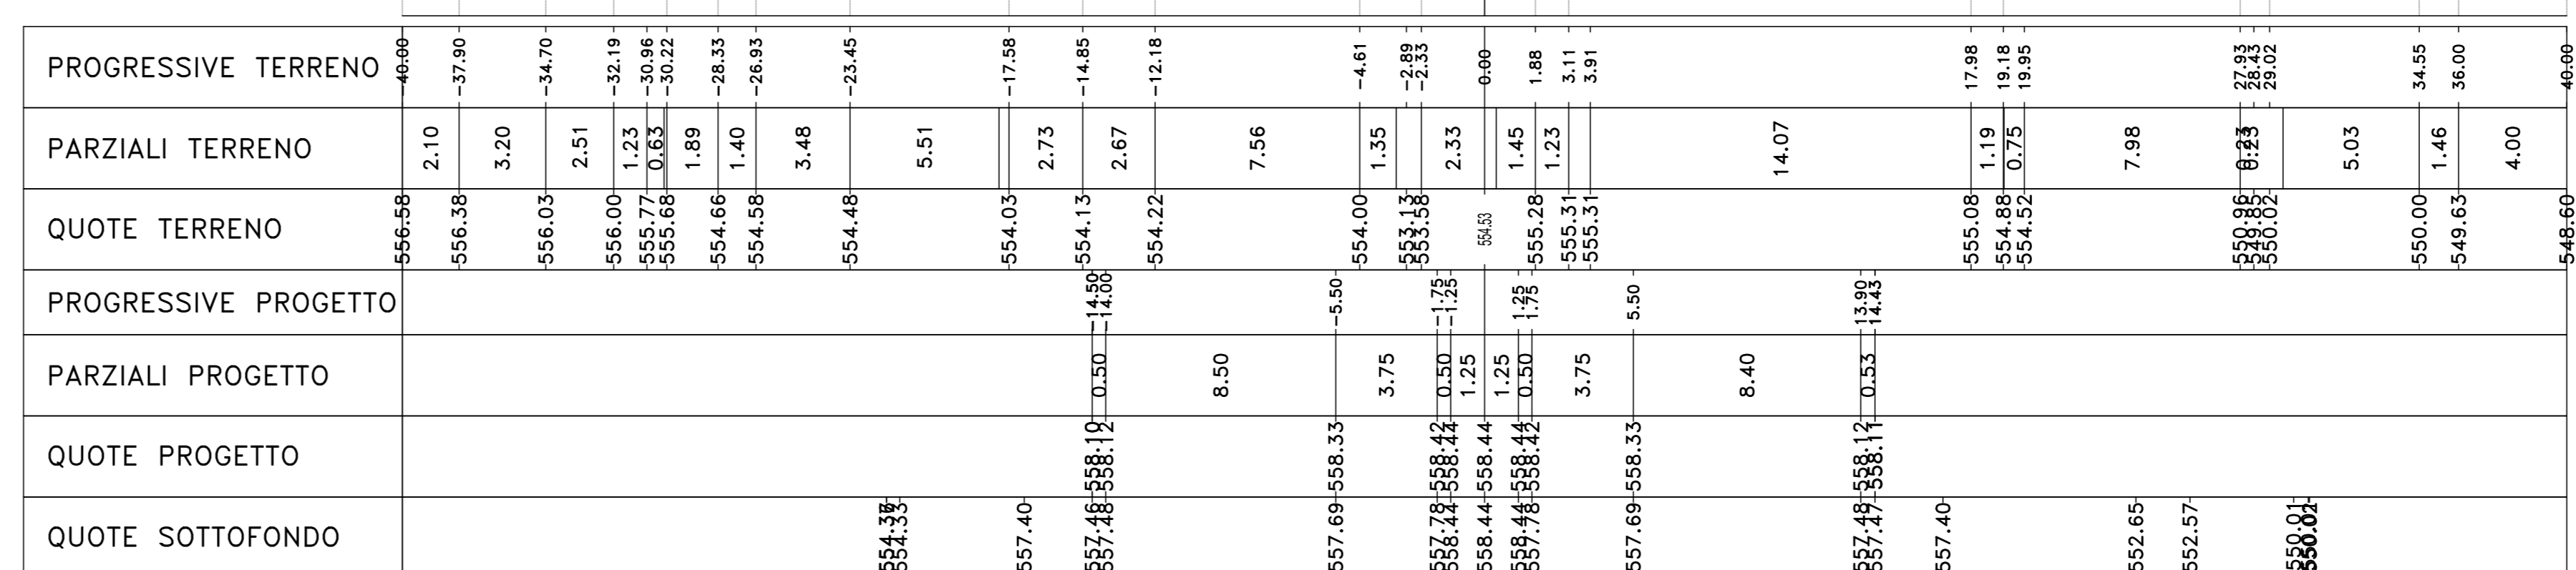 PROGRESSIVE TERRENO -40.00 -37.90 -34.70 -32.19 -30.96 -30.22 -28.33 -26.93 -23.45 -17.58 -14.85 -12.18 -4.61 -2.89 -2.33 0.00 1.88 3.11 3.91 17.98 19.18 19.95 27.93 28.43 29.02 34.55 36.00 40.00
PARZIALI TERRENO 2.10 3.20 2.51 1.23 0.63 1.89 1.40 3.48 5.51 2.73 2.67 7.56 1.35 2.33 1.45 1.23 14.07 1.19 0.75 7.98 0.23 0.23 5.03 1.46 4.00
QUOTE TERRENO 556.58 556.38 556.03 556.00 555.77 555.68 554.66 554.58 554.48 554.03 554.13 554.22 554.00 553.13 553.58 554.53 555.28 555.31 555.31 555.08 554.88 554.52 550.96 549.85 550.02 550.00 549.63 548.60
PROGRESSIVE PROGETTO -14.50 -14.00 -5.50 -1.75 -1.25 1.25 1.75 5.50 13.90 14.43
PARZIALI PROGETTO 0.50 8.50 3.75 0.50 1.25 1.25 0.50 3.75 8.40 0.53
QUOTE PROGETTO 558.10 558.12 558.33 558.42 558.44 558.44 558.44 558.42 558.33 558.12 558.11
QUOTE SOTTOFONDO 554.33 557.40 557.46 557.48 557.69 557.78 558.44 558.44 558.44 557.78 557.69 557.48 557.47 557.40 552.65 552.57 550.01 550.02